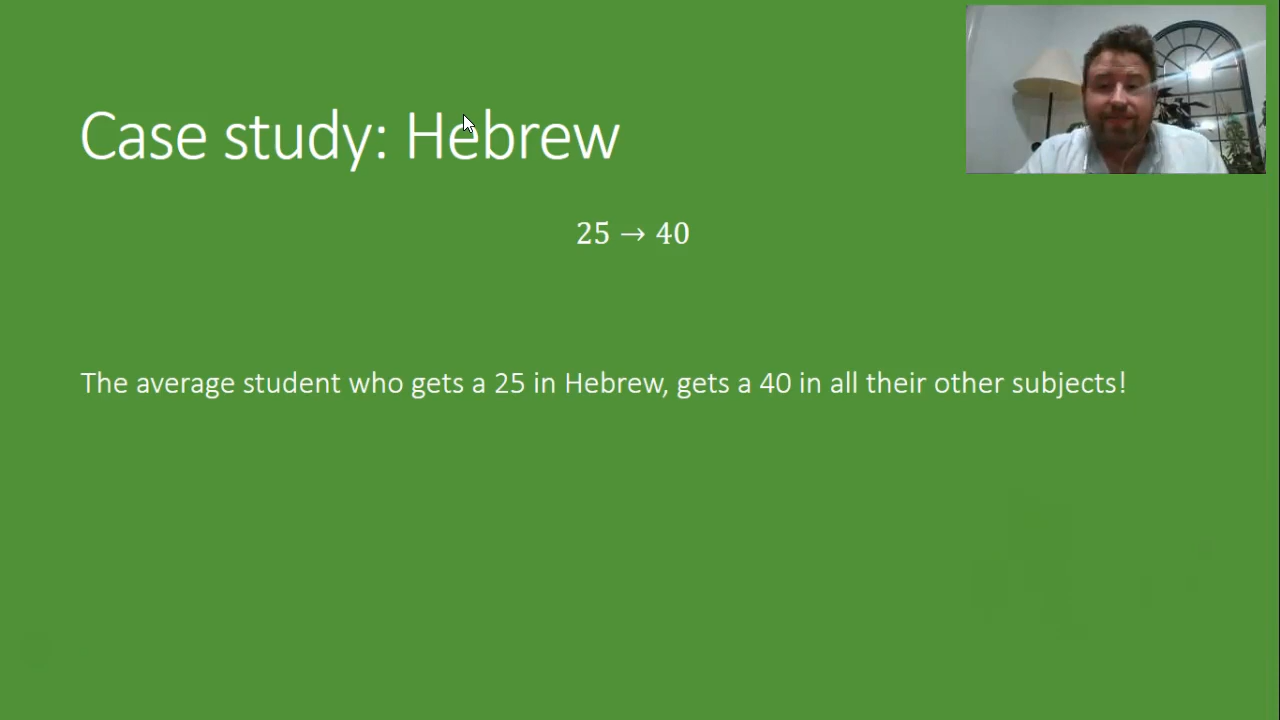 Case study: Hebrew
25 → 40
The average student who gets a 25 in Hebrew, gets a 40 in all their other subjects!